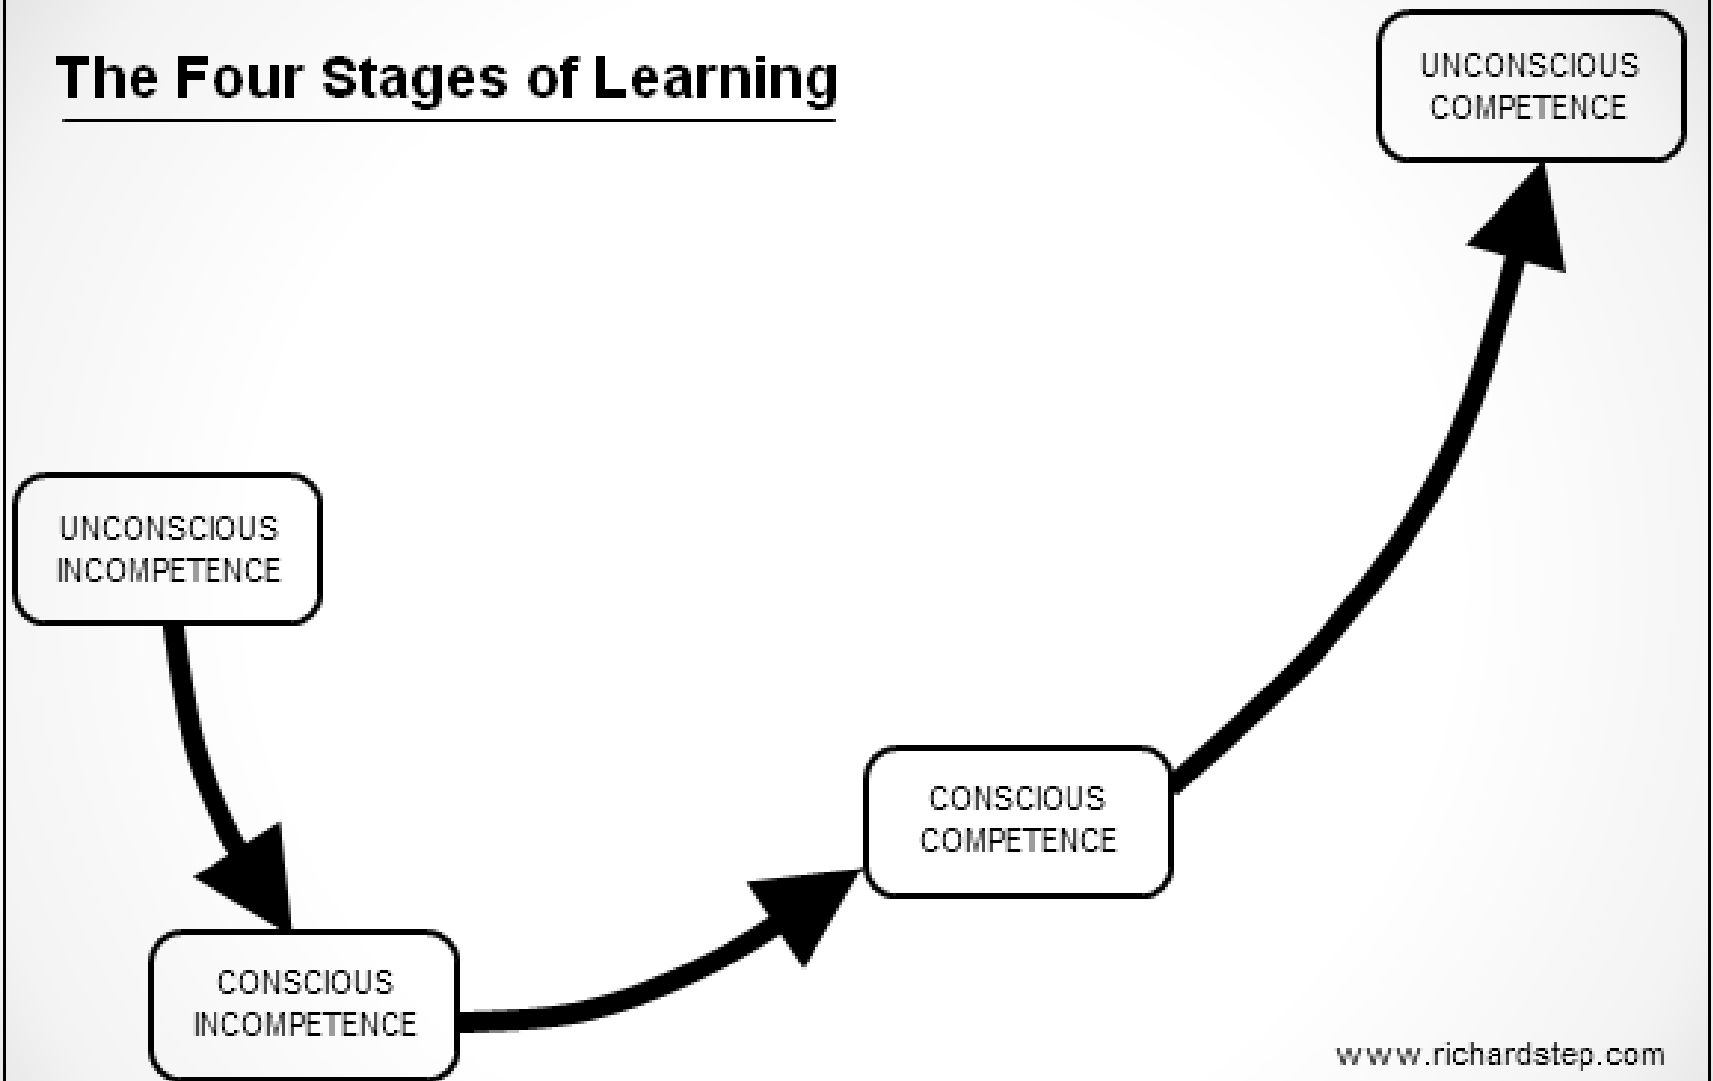 The Four Stages of Learning
UNCONSCIOUS
COMPETENCE
UNCONSCIOUS
INCOMPETENCE
CONSCIOUS
COMPETENCE
CONSCIOUS
INCOMPETENCE
www.richardstep.com